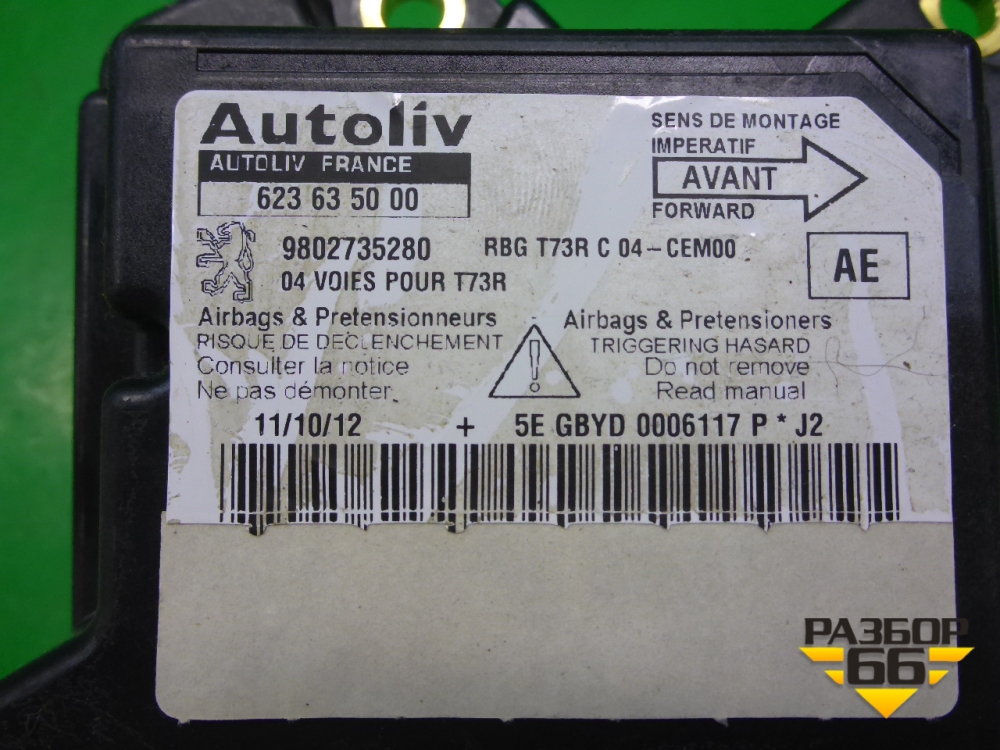 Autoliv
AUTOLIV FRANCE
623 63 50 00
SENS DE MONTAGE
IMPERATIF
AVANT
FORWARD
9802735280
RBG T73R C 04-CEM00
04 VOIES POUR T73R
AE
Airbags & Pretensionneurs
RISQUE DE DECLENCHEMENT
Consulter la notice
Ne pas démonter
Airbags & Pretensioners
TRIGGERING HASARD
Do not remove
Read manual
11/10/12 + 5E GBYD 0006117 P * J2
РАЗБОР
66